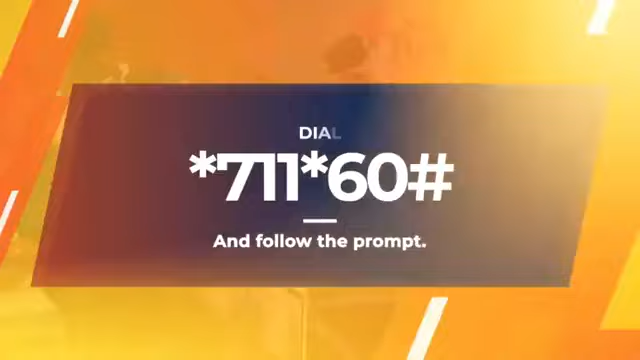 DIAL
*711*60#
And follow the prompt.